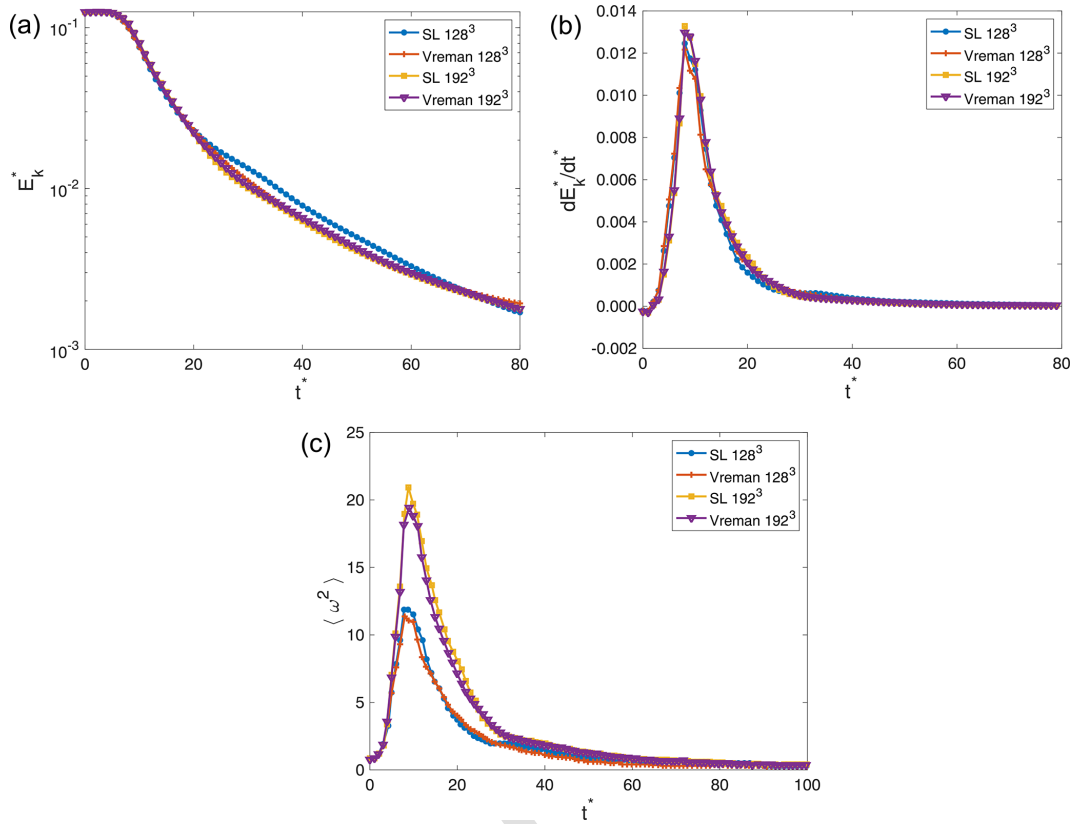 (a)
10^-1
10^-2
10^-3
E_k^*
0 20 40 60 80
t^*
SL 128^3
Vreman 128^3
SL 192^3
Vreman 192^3
(b)
0.014
0.012
0.010
0.008
0.006
0.004
0.002
0.000
-0.002
dE_k^*/dt^*
0 20 40 60 80
t^*
SL 128^3
Vreman 128^3
SL 192^3
Vreman 192^3
(c)
25
20
15
10
5
0
⟨ω^2⟩
0 20 40 60 80 100
t^*
SL 128^3
Vreman 128^3
SL 192^3
Vreman 192^3